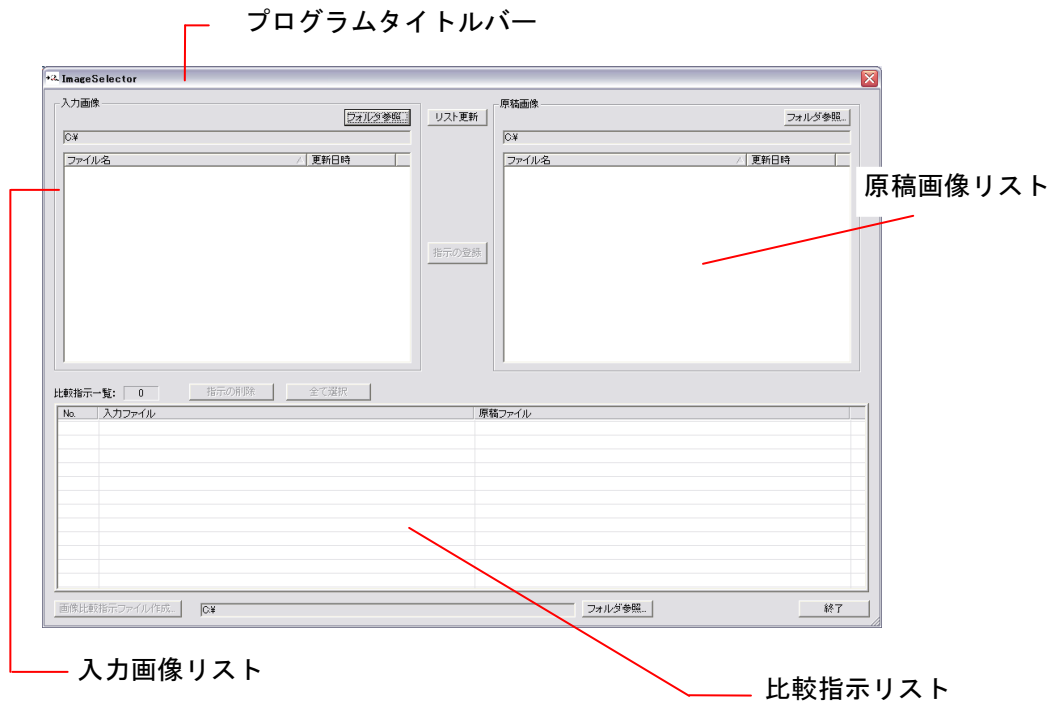 プログラムタイトルバー
ImageSelector
入力画像
フォルダ参照...
リスト更新
原稿画像
フォルダ参照...
C:¥
C:¥
ファイル名 更新日時
ファイル名 更新日時
原稿画像リスト
指示の登録
比較指示一覧: 0 指示の削除 全て選択
No. 入力ファイル 原稿ファイル
画像比較指示ファイル作成... C:¥ フォルダ参照... 終了
入力画像リスト
比較指示リスト